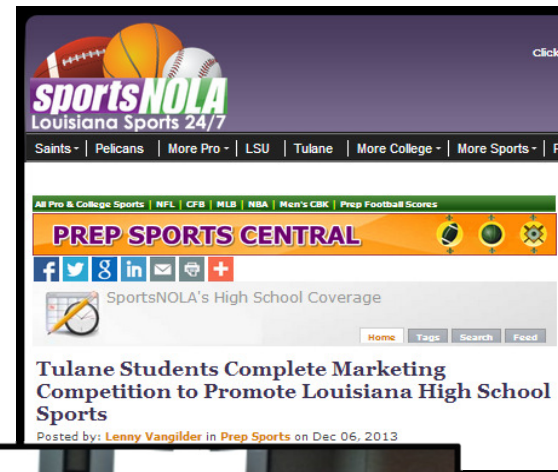 Click
sportsNOLA
Louisiana Sports 24/7
Saints | Pelicans | More Pro | LSU | Tulane | More College | More Sports |
All Pro & College Sports | NFL | CFB | MLB | NBA | Men's CBK | Prep Football Scores
PREP SPORTS CENTRAL
SportsNOLA's High School Coverage
Home Tags Search Feed
Tulane Students Complete Marketing
Competition to Promote Louisiana High School
Sports
Posted by: Lenny Vangilder in Prep Sports on Dec 06, 2013